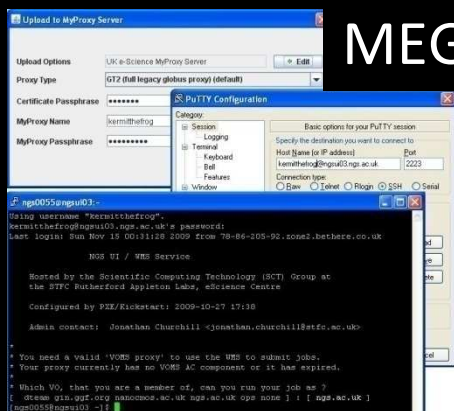 Upload to MyProxy Server
MEG
Upload Options UK e-Science MyProxy Server Edit
Proxy Type GT2 (full legacy globus proxy) (default)
Certificate Passphrase •••••••
MyProxy Name kermitthefrog
MyProxy Passphrase •••••••••
PuTTY Configuration
Category:
Session
Logging
Terminal
Keyboard
Bell
Features
Window
Basic options for your PuTTY session
Specify the destination you want to connect to
Host Name (or IP address) Port
kermitthefrog@ngsui03.ngs.ac.uk 2223
Connection type:
Raw Telnet Rlogin SSH Serial
ngs0055@ngsui03:~
Using username "kermitthefrog".
kermitthefrog@ngsui03.ngs.ac.uk's password:
Last login: Sun Nov 15 00:31:28 2009 from 78-86-205-92.zone2.bethere.co.uk
NGS UI / WMS Service
Hosted by the Scientific Computing Technology (SCT) Group at
the STFC Rutherford Appleton Labs, eScience Centre
Configured by PXE/Kickstart: 2009-10-27 17:38
Admin contact: Jonathan Churchill <jonathan.churchill@stfc.ac.uk>
* You need a valid 'VOMS proxy' to use the WMS to submit jobs.
* Your proxy currently has no VOMS AC component or it has expired.
*
* Which VO, that you are a member of, can you run your job as ?
[ dteam gin.ggf.org nanocmos.ac.uk ngs.ac.uk ops none ] : [ ngs.ac.uk ]
[ngs0055@ngsui03 ~]$